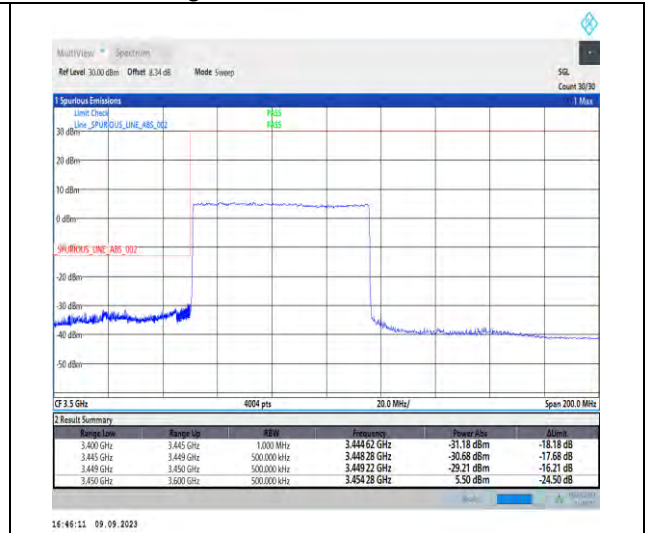 MultiView Spectrum
Ref Level 30.00 dBm Offset 8.34 dB Mode Sweep SGL
Count 30/30
1 Spurious Emissions 1 Max
Limit Check PASS
Line _SPURIOUS_LINE_ABS_002 PASS
30 dBm
20 dBm
10 dBm
0 dBm
_SPURIOUS_LINE_ABS_002
-20 dBm
-30 dBm
-40 dBm
-50 dBm
CF 3.5 GHz 4004 pts 20.0 MHz/ Span 200.0 MHz
2 Result Summary
Range Low Range Up RBW Frequency Power Abs ΔLimit
3.400 GHz 3.445 GHz 1.000 MHz 3.444 62 GHz -31.18 dBm -18.18 dB
3.445 GHz 3.449 GHz 500.000 kHz 3.448 28 GHz -30.68 dBm -17.68 dB
3.449 GHz 3.450 GHz 500.000 kHz 3.449 22 GHz -29.21 dBm -16.21 dB
3.450 GHz 3.600 GHz 500.000 kHz 3.454 28 GHz 5.50 dBm -24.50 dB
16:46:11 09.09.2023